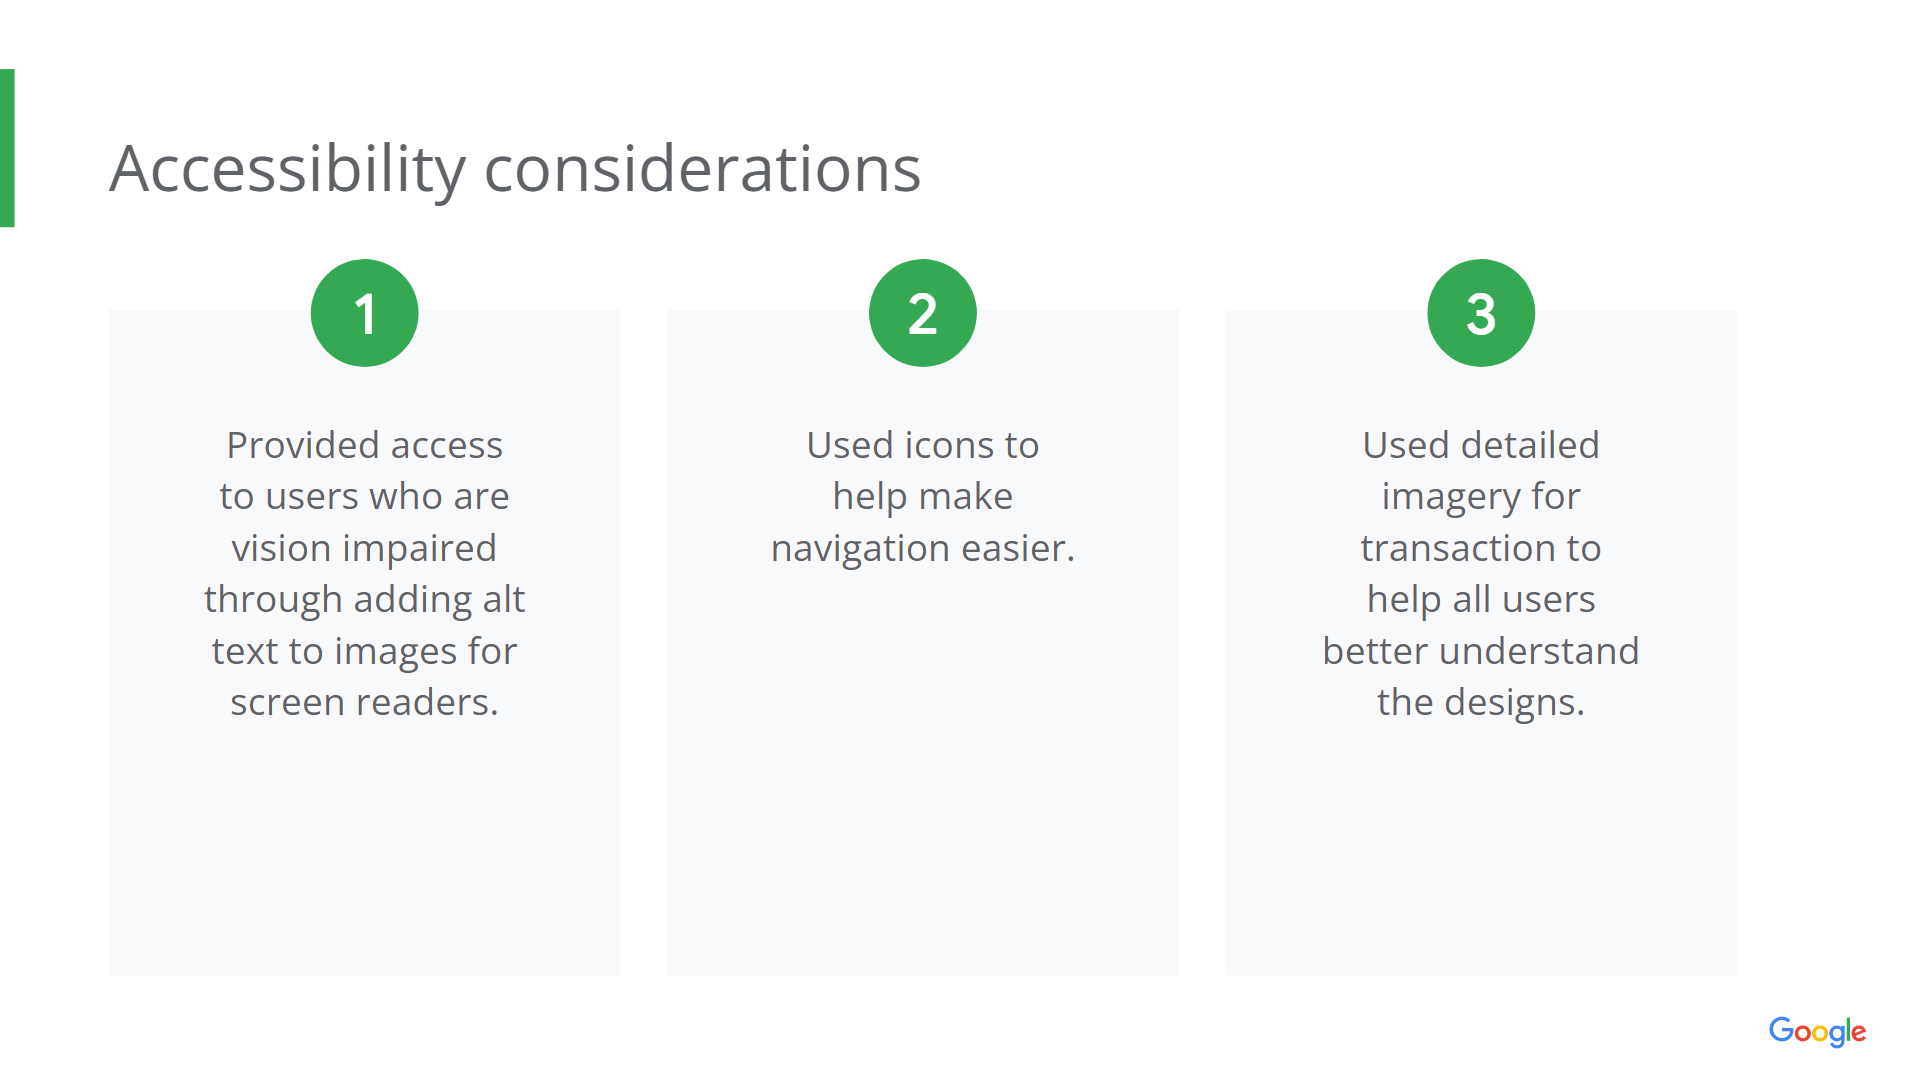 Accessibility considerations
1
Provided access
to users who are
vision impaired
through adding alt
text to images for
screen readers.
2
Used icons to
help make
navigation easier.
3
Used detailed
imagery for
transaction to
help all users
better understand
the designs.
Google